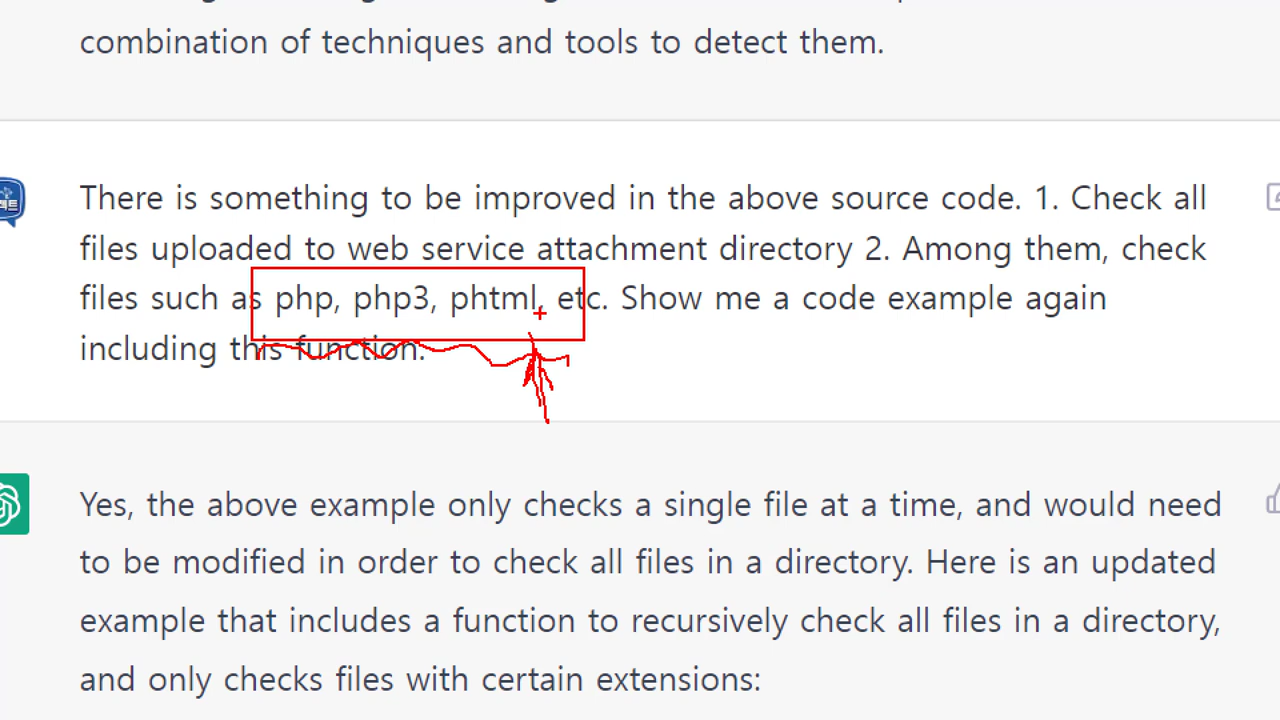 combination of techniques and tools to detect them.
There is something to be improved in the above source code. 1. Check all
files uploaded to web service attachment directory 2. Among them, check
files such as php, php3, phtml, etc. Show me a code example again
including this function.
Yes, the above example only checks a single file at a time, and would need
to be modified in order to check all files in a directory. Here is an updated
example that includes a function to recursively check all files in a directory,
and only checks files with certain extensions: